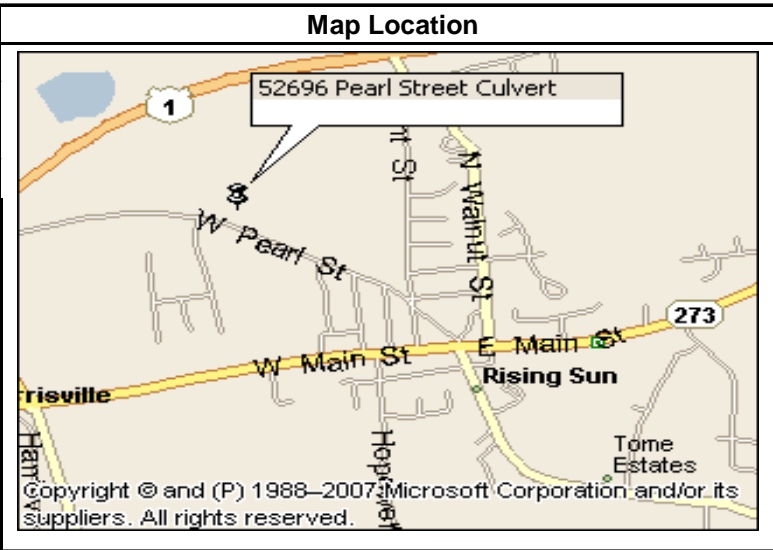 Map Location
52696 Pearl Street Culvert
1
St
N Walnut St
W Pearl St
273
W Main St
E Main St
Rising Sun
risville
Tome
Estates
Copyright © and (P) 1988–2007 Microsoft Corporation and/or its
suppliers. All rights reserved.